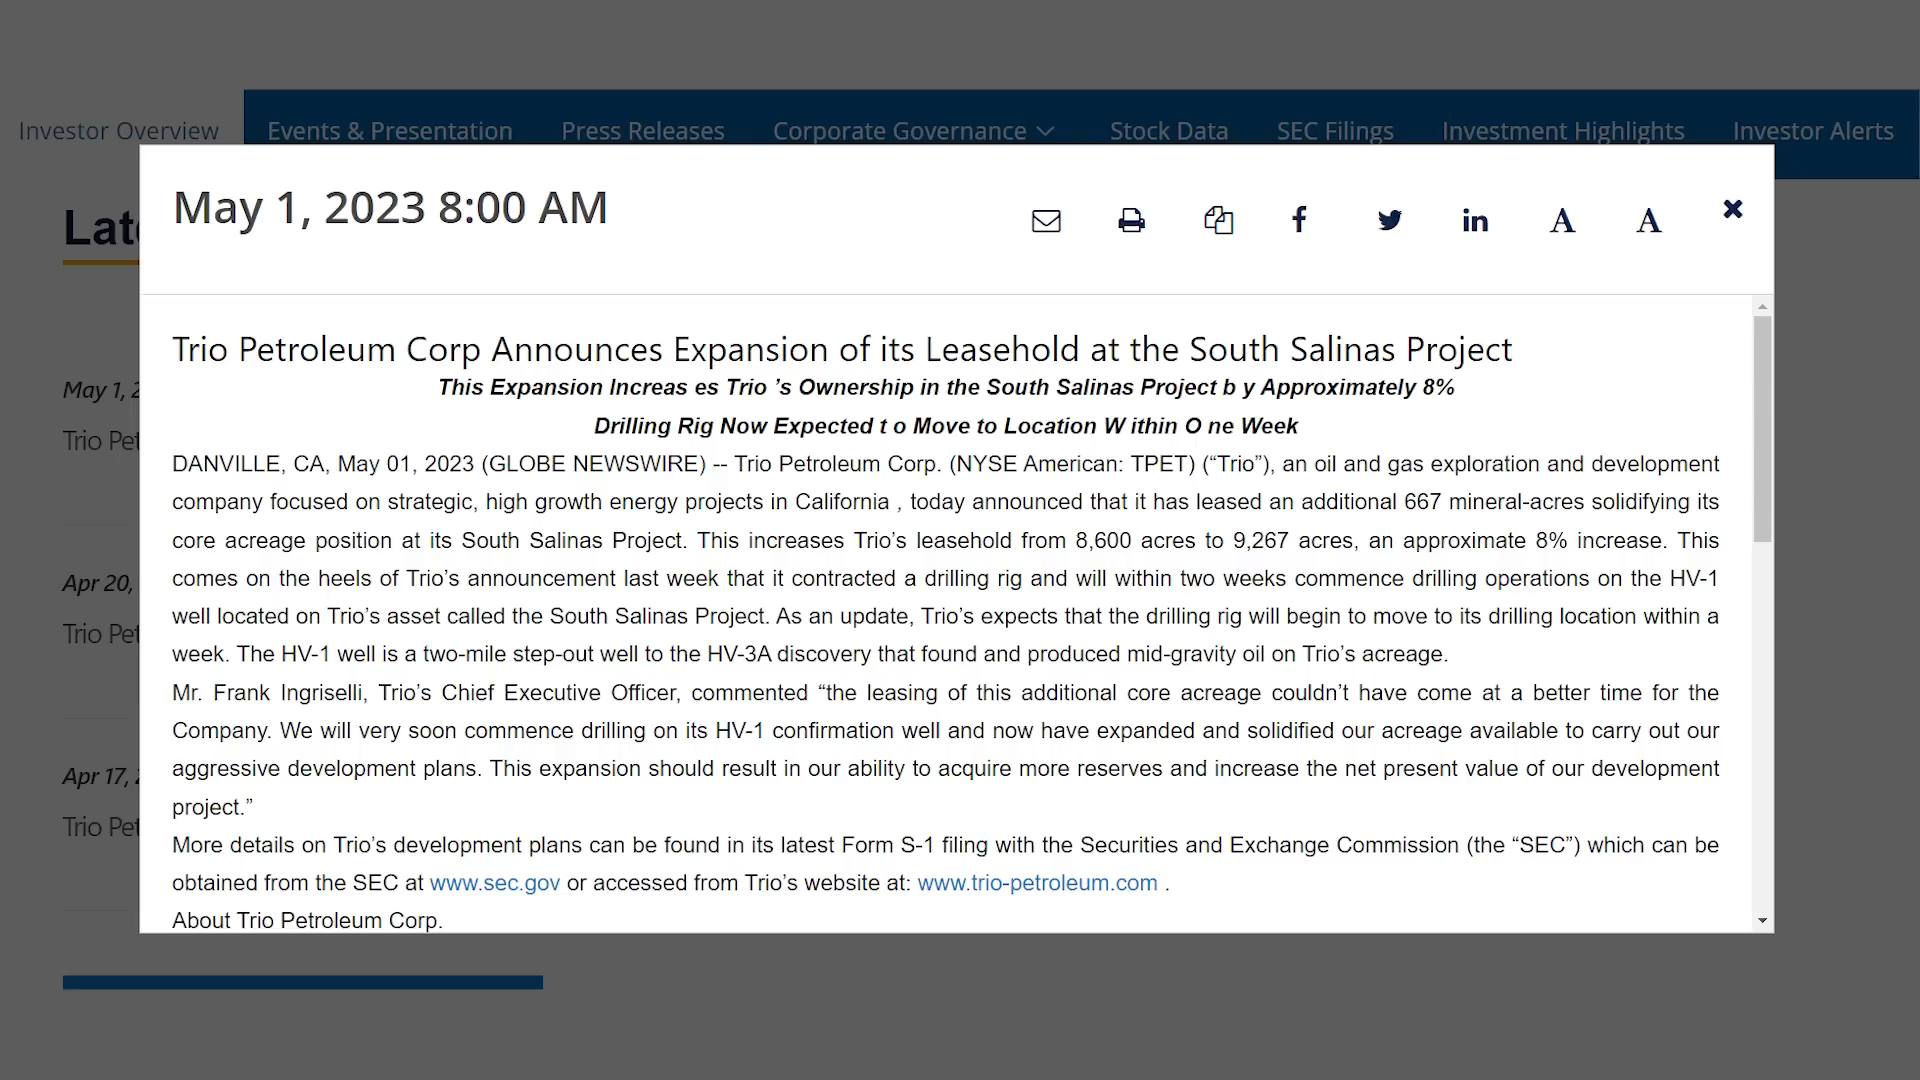 Investor Overview Events & Presentation Press Releases Corporate Governance Stock Data SEC Filings Investment Highlights Investor Alerts
May 1, 2023 8:00 AM
Trio Petroleum Corp Announces Expansion of its Leasehold at the South Salinas Project
This Expansion Increas es Trio ’s Ownership in the South Salinas Project b y Approximately 8%
Drilling Rig Now Expected t o Move to Location W ithin O ne Week
DANVILLE, CA, May 01, 2023 (GLOBE NEWSWIRE) -- Trio Petroleum Corp. (NYSE American: TPET) (“Trio”), an oil and gas exploration and development
company focused on strategic, high growth energy projects in California , today announced that it has leased an additional 667 mineral-acres solidifying its
core acreage position at its South Salinas Project. This increases Trio’s leasehold from 8,600 acres to 9,267 acres, an approximate 8% increase. This
comes on the heels of Trio’s announcement last week that it contracted a drilling rig and will within two weeks commence drilling operations on the HV-1
well located on Trio’s asset called the South Salinas Project. As an update, Trio’s expects that the drilling rig will begin to move to its drilling location within a
week. The HV-1 well is a two-mile step-out well to the HV-3A discovery that found and produced mid-gravity oil on Trio’s acreage.
Mr. Frank Ingriselli, Trio’s Chief Executive Officer, commented “the leasing of this additional core acreage couldn’t have come at a better time for the
Company. We will very soon commence drilling on its HV-1 confirmation well and now have expanded and solidified our acreage available to carry out our
aggressive development plans. This expansion should result in our ability to acquire more reserves and increase the net present value of our development
project.”
More details on Trio’s development plans can be found in its latest Form S-1 filing with the Securities and Exchange Commission (the “SEC”) which can be
obtained from the SEC at www.sec.gov or accessed from Trio’s website at: www.trio-petroleum.com .
About Trio Petroleum Corp.
May 1,
Trio
Apr 20,
Trio
Apr 17,
Trio